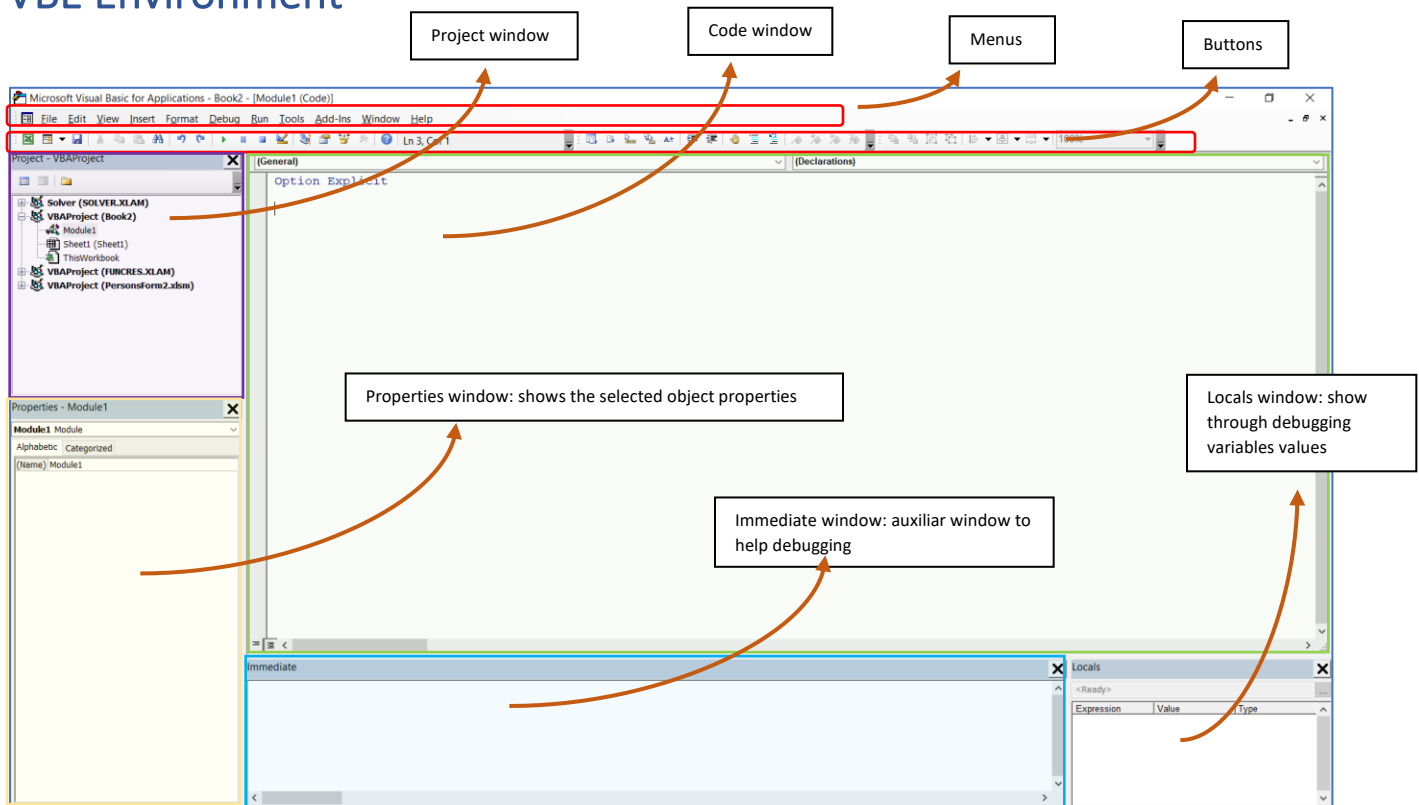 VBE Environment
Project window
Code window
Menus
Buttons
Microsoft Visual Basic for Applications - Book2 - [Module1 (Code)]
File Edit View Insert Format Debug Run Tools Add-Ins Window Help
Ln 3, Col 1
100%
Project - VBAProject
(General)
(Declarations)
Option Explicit
Solver (SOLVER.XLAM)
VBAProject (Book2)
Module1
Sheet1 (Sheet1)
ThisWorkbook
VBAProject (FUNCRES.XLAM)
VBAProject (PersonsForm2.xlsm)
Properties window: shows the selected object properties
Locals window: show
through debugging
variables values
Properties - Module1
Module1 Module
Alphabetic Categorized
(Name) Module1
Immediate window: auxiliar window to
help debugging
Immediate
Locals
<Ready>
Expression Value Type